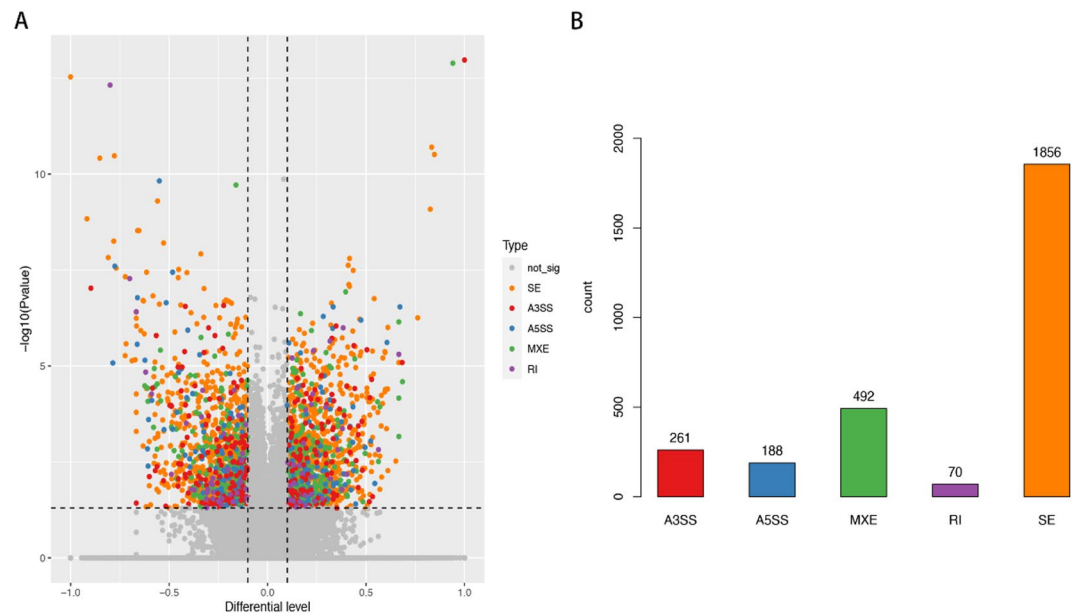 A
B
−log10(Pvalue)
10
5
0
−1.0
−0.5
0.0
0.5
1.0
Differential level
Type
not_sig
SE
A3SS
A5SS
MXE
RI
count
2000
1500
1000
500
0
261
188
492
70
1856
A3SS
A5SS
MXE
RI
SE